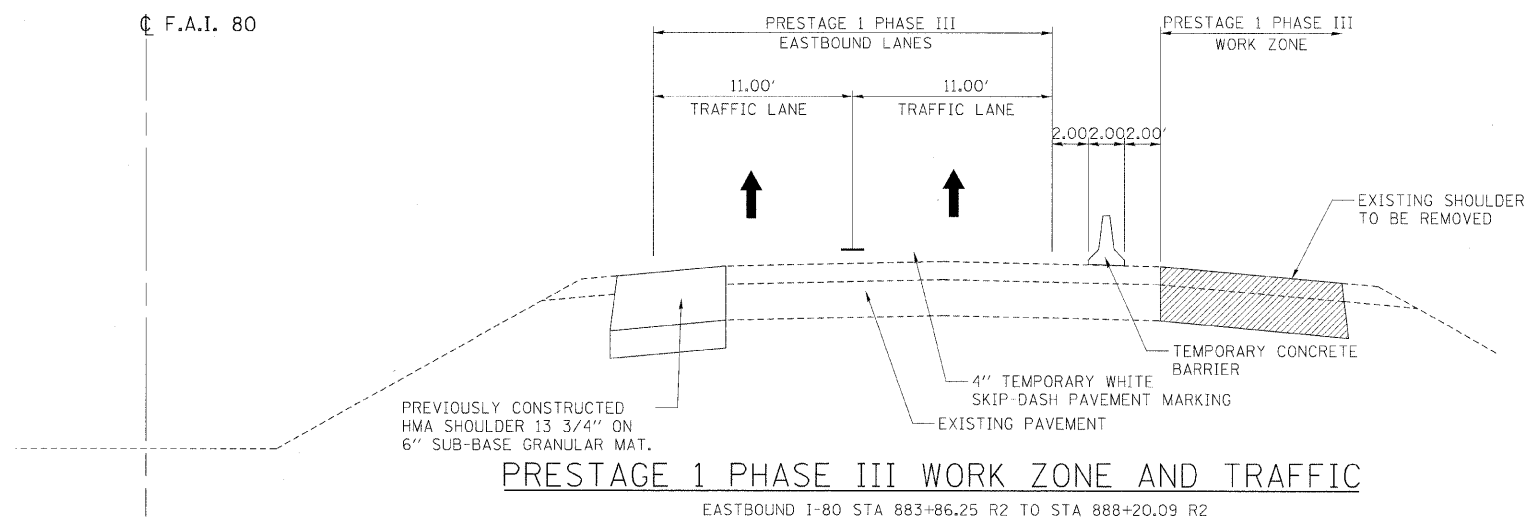 ℄ F.A.I. 80
PRESTAGE 1 PHASE III
EASTBOUND LANES
PRESTAGE 1 PHASE III
WORK ZONE
11.00'
TRAFFIC LANE
11.00'
TRAFFIC LANE
2.00 2.00 2.00'
EXISTING SHOULDER
TO BE REMOVED
TEMPORARY CONCRETE
BARRIER
4'' TEMPORARY WHITE
SKIP-DASH PAVEMENT MARKING
EXISTING PAVEMENT
PREVIOUSLY CONSTRUCTED
HMA SHOULDER 13 3/4'' ON
6'' SUB-BASE GRANULAR MAT.
PRESTAGE 1 PHASE III WORK ZONE AND TRAFFIC
EASTBOUND I-80 STA 883+86.25 R2 TO STA 888+20.09 R2